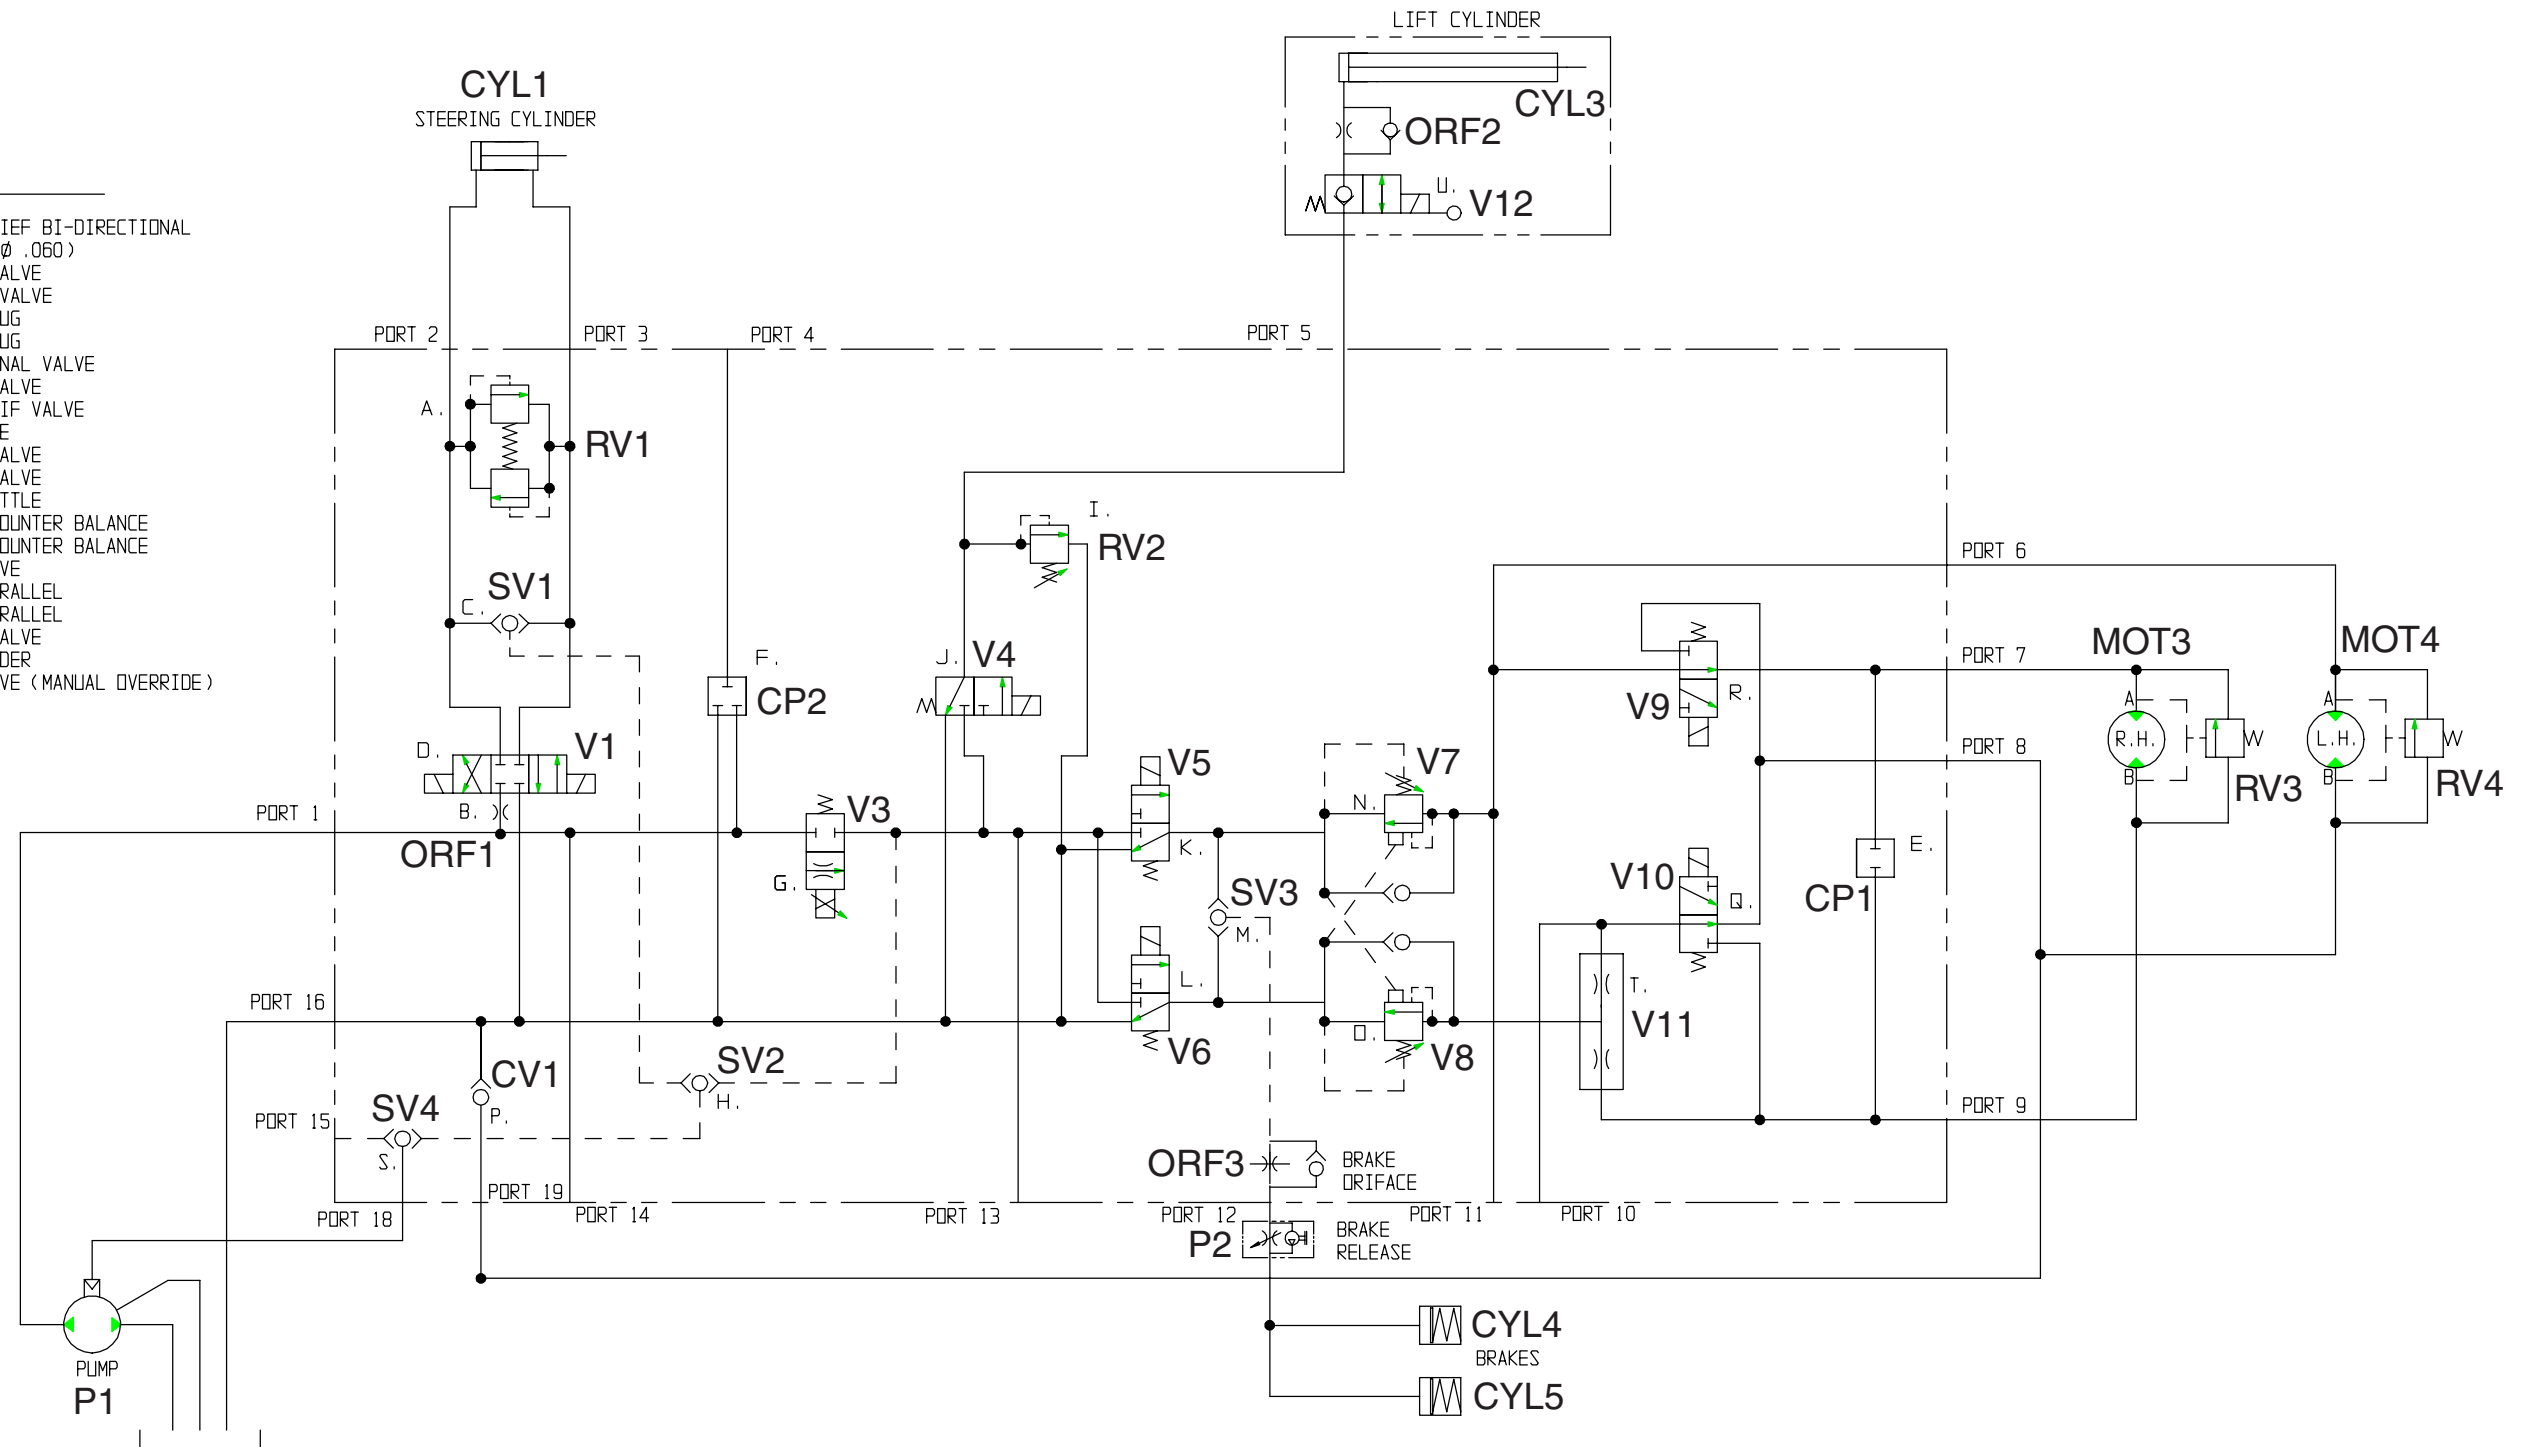 LIFT CYLINDER
CYL3
ORF2
U.
V12
CYL1
STEERING CYLINDER
IEF BI-DIRECTIONAL
Ø .060)
ALVE
VALVE
UG
UG
NAL VALVE
ALVE
IF VALVE
E
ALVE
ALVE
TTLE
OUNTER BALANCE
OUNTER BALANCE
VE
RALLEL
RALLEL
ALVE
DER
VE (MANUAL OVERRIDE)
PORT 2
PORT 3
PORT 4
PORT 5
A.
RV1
I.
RV2
SV1
C.
PORT 6
J.
V4
F.
CP2
PORT 7
MOT3
MOT4
V9
R.
A
A
R.H.
L.H.
B
B
RV3
RV4
D.
V1
B.
PORT 8
V5
V7
N.
PORT 1
ORF1
V3
G.
K.
E.
CP1
V10
Q.
SV3
M.
L.
T.
V11
PORT 16
V6
O.
V8
CV1
P.
SV2
H.
SV4
PORT 15
S.
PORT 9
ORF3
BRAKE
ORIFACE
PORT 19
PORT 18
PORT 14
PORT 13
PORT 12
PORT 11
PORT 10
P2
BRAKE
RELEASE
PUMP
P1
CYL4
BRAKES
CYL5